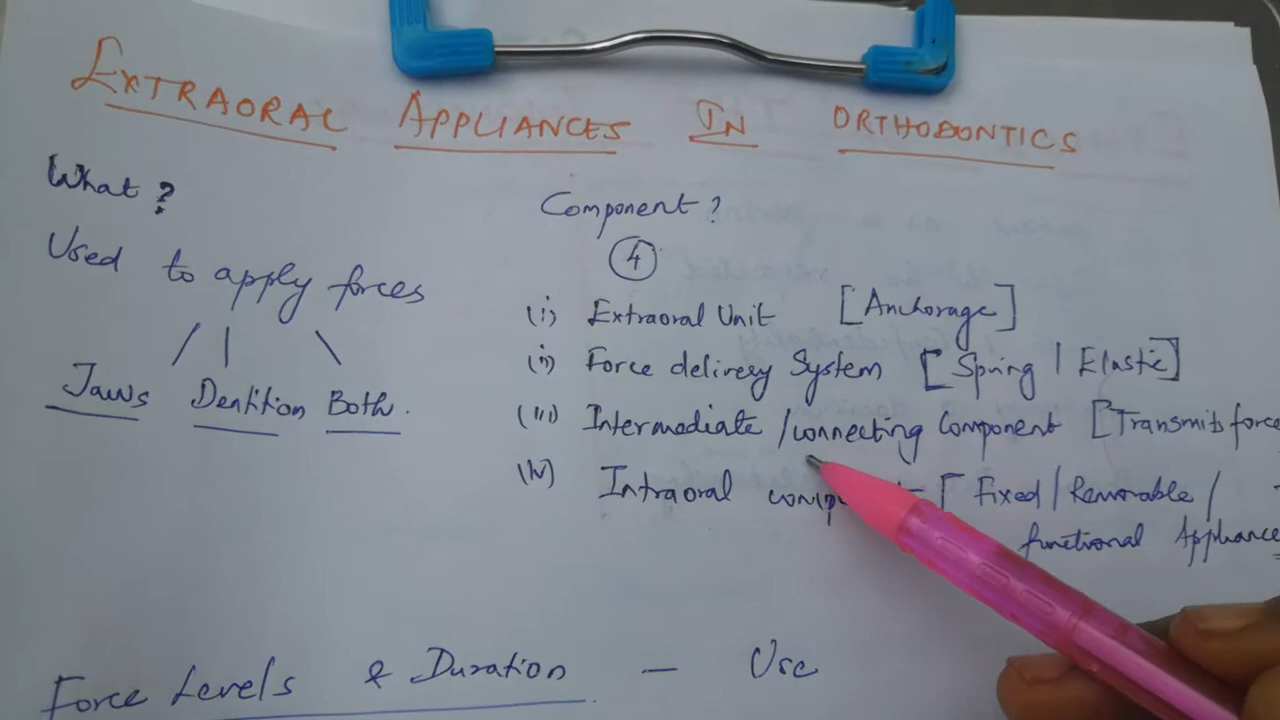 EXTRAORAL APPLIANCES IN ORTHODONTICS
What?
Used to apply forces
Jaws Dentition Both.
Component?
4
(i) Extraoral Unit [Anchorage]
(ii) Force delivery System [Spring | Elastic]
(iii) Intermediate / connecting Component [Transmits force
(iv) Intraoral [Fixed / Removable /
functional Appliance
Force Levels & Duration — Use